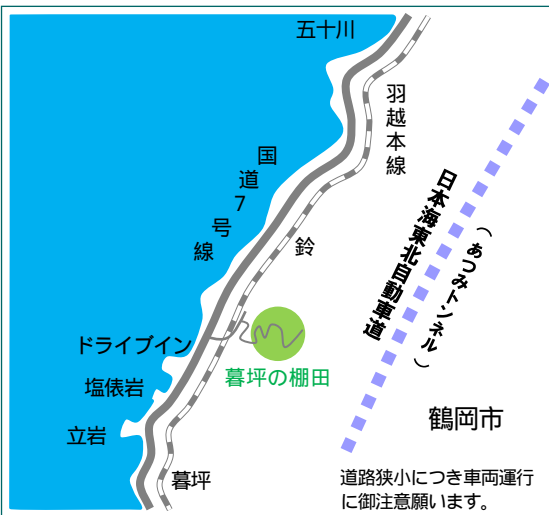 五十川
羽越本線
国道7号線
鈴
日本海東北自動車道
（あつみトンネル）
ドライブイン
暮坪の棚田
塩俵岩
立岩
鶴岡市
暮坪
道路狭小につき車両運行
に御注意願います。